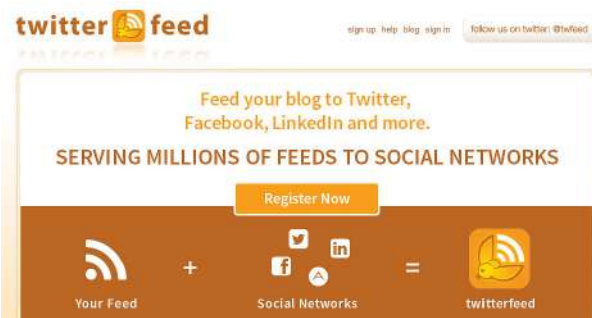 twitter feed
sign up help blog sign in follow us on twitter: @twfeed
Feed your blog to Twitter,
Facebook, LinkedIn and more.
SERVING MILLIONS OF FEEDS TO SOCIAL NETWORKS
Register Now
Your Feed + Social Networks = twitterfeed